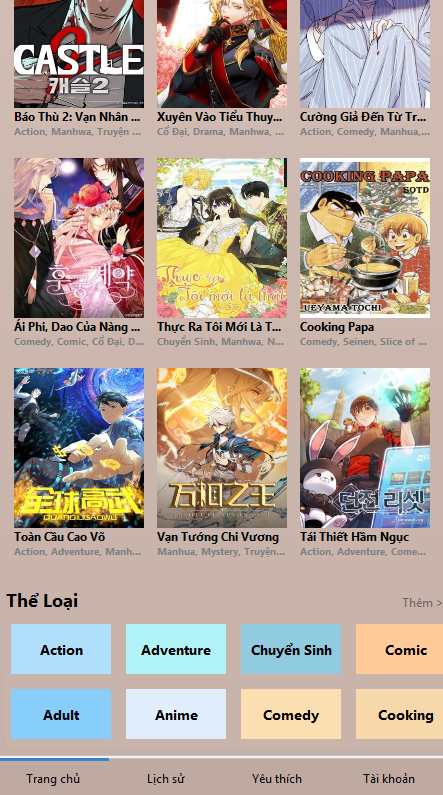 CASTLE
2
캐슬2
Báo Thù 2: Vạn Nhân ...
Xuyên Vào Tiểu Thuy...
Cường Giả Đến Từ Tr...
Action, Manhwa, Truyện ...
Cổ Đại, Drama, Manhwa, ...
Action, Comedy, Manhua,...
COOKING PAPA
SOTD
계약
Thực ra
Tôi mới là thật
UEYAMA TOCHI
Ái Phi, Dao Của Nàng ...
Thực Ra Tôi Mới Là T...
Cooking Papa
Comedy, Comic, Cổ Đại, D...
Chuyển Sinh, Manhwa, N...
Comedy, Seinen, Slice of ...
全球高武
QUANQIUGAOWU
万相之王
던전 리셋
Toàn Cầu Cao Võ
Vạn Tướng Chi Vương
Tái Thiết Hầm Ngục
Action, Adventure, Manh...
Manhua, Mystery, Truyện...
Action, Adventure, Come...
Thể Loại
Thêm >
Action
Adventure
Chuyển Sinh
Comic
Adult
Anime
Comedy
Cooking
Trang chủ
Lịch sử
Yêu thích
Tài khoản